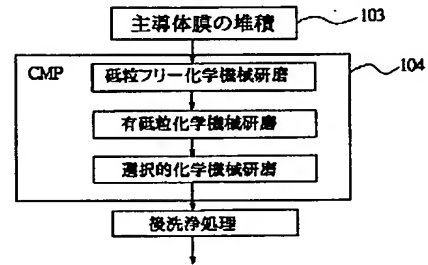 主導体膜の堆積
103
CMP
104
砥粒フリー化学機械研磨
有砥粒化学機械研磨
選択的化学機械研磨
後洗浄処理